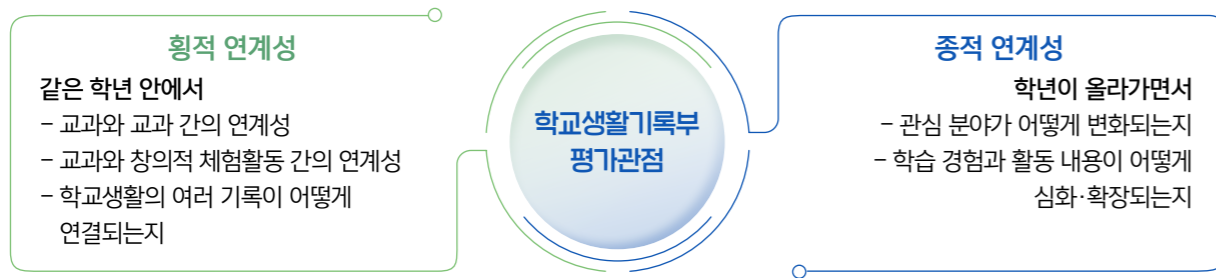 횡적 연계성
같은 학년 안에서
- 교과와 교과 간의 연계성
- 교과와 창의적 체험활동 간의 연계성
- 학교생활의 여러 기록이 어떻게
연결되는지
학교생활기록부
평가관점
종적 연계성
학년이 올라가면서
- 관심 분야가 어떻게 변화되는지
- 학습 경험과 활동 내용이 어떻게
심화·확장되는지